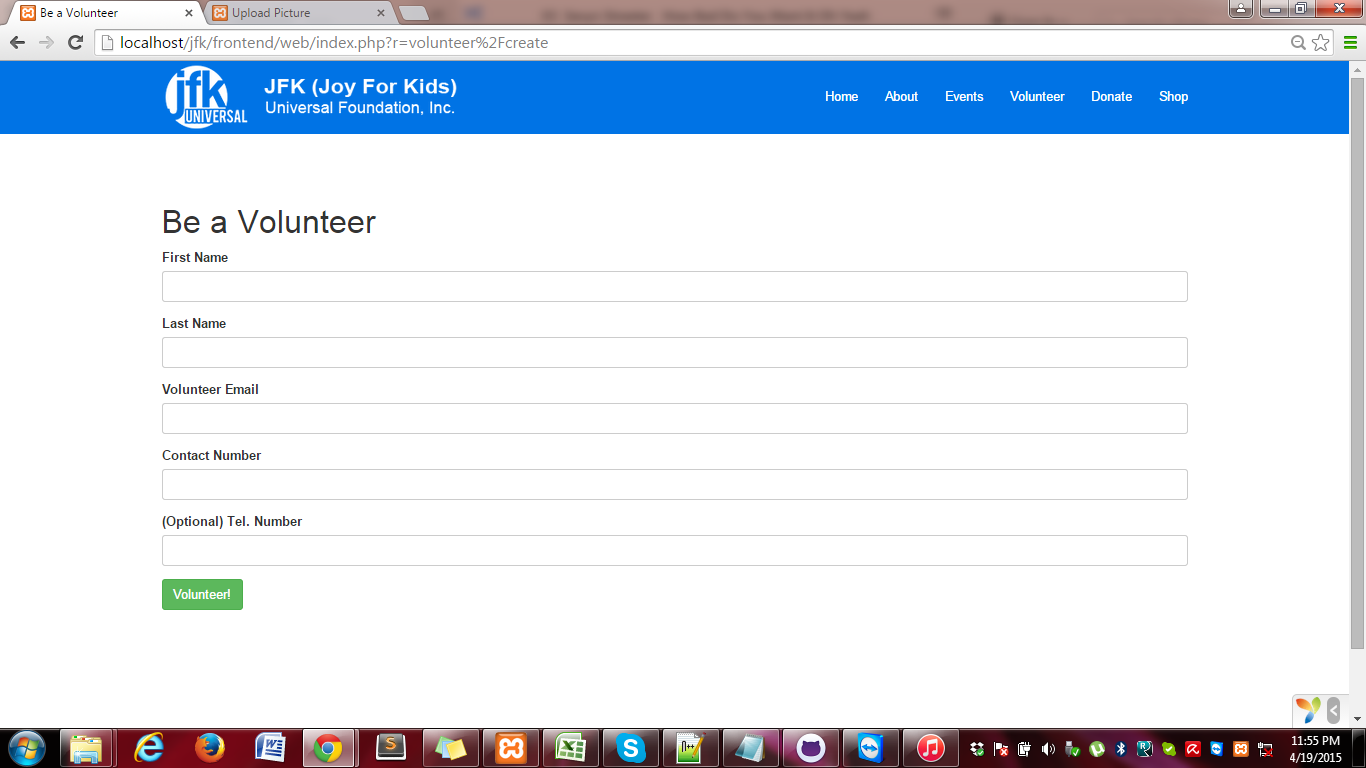 Be a Volunteer
Upload Picture
localhost/jfk/frontend/web/index.php?r=volunteer%2Fcreate
jfk UNIVERSAL
JFK (Joy For Kids)
Universal Foundation, Inc.
Home About Events Volunteer Donate Shop
Be a Volunteer
First Name
Last Name
Volunteer Email
Contact Number
(Optional) Tel. Number
Volunteer!
11:55 PM
4/19/2015